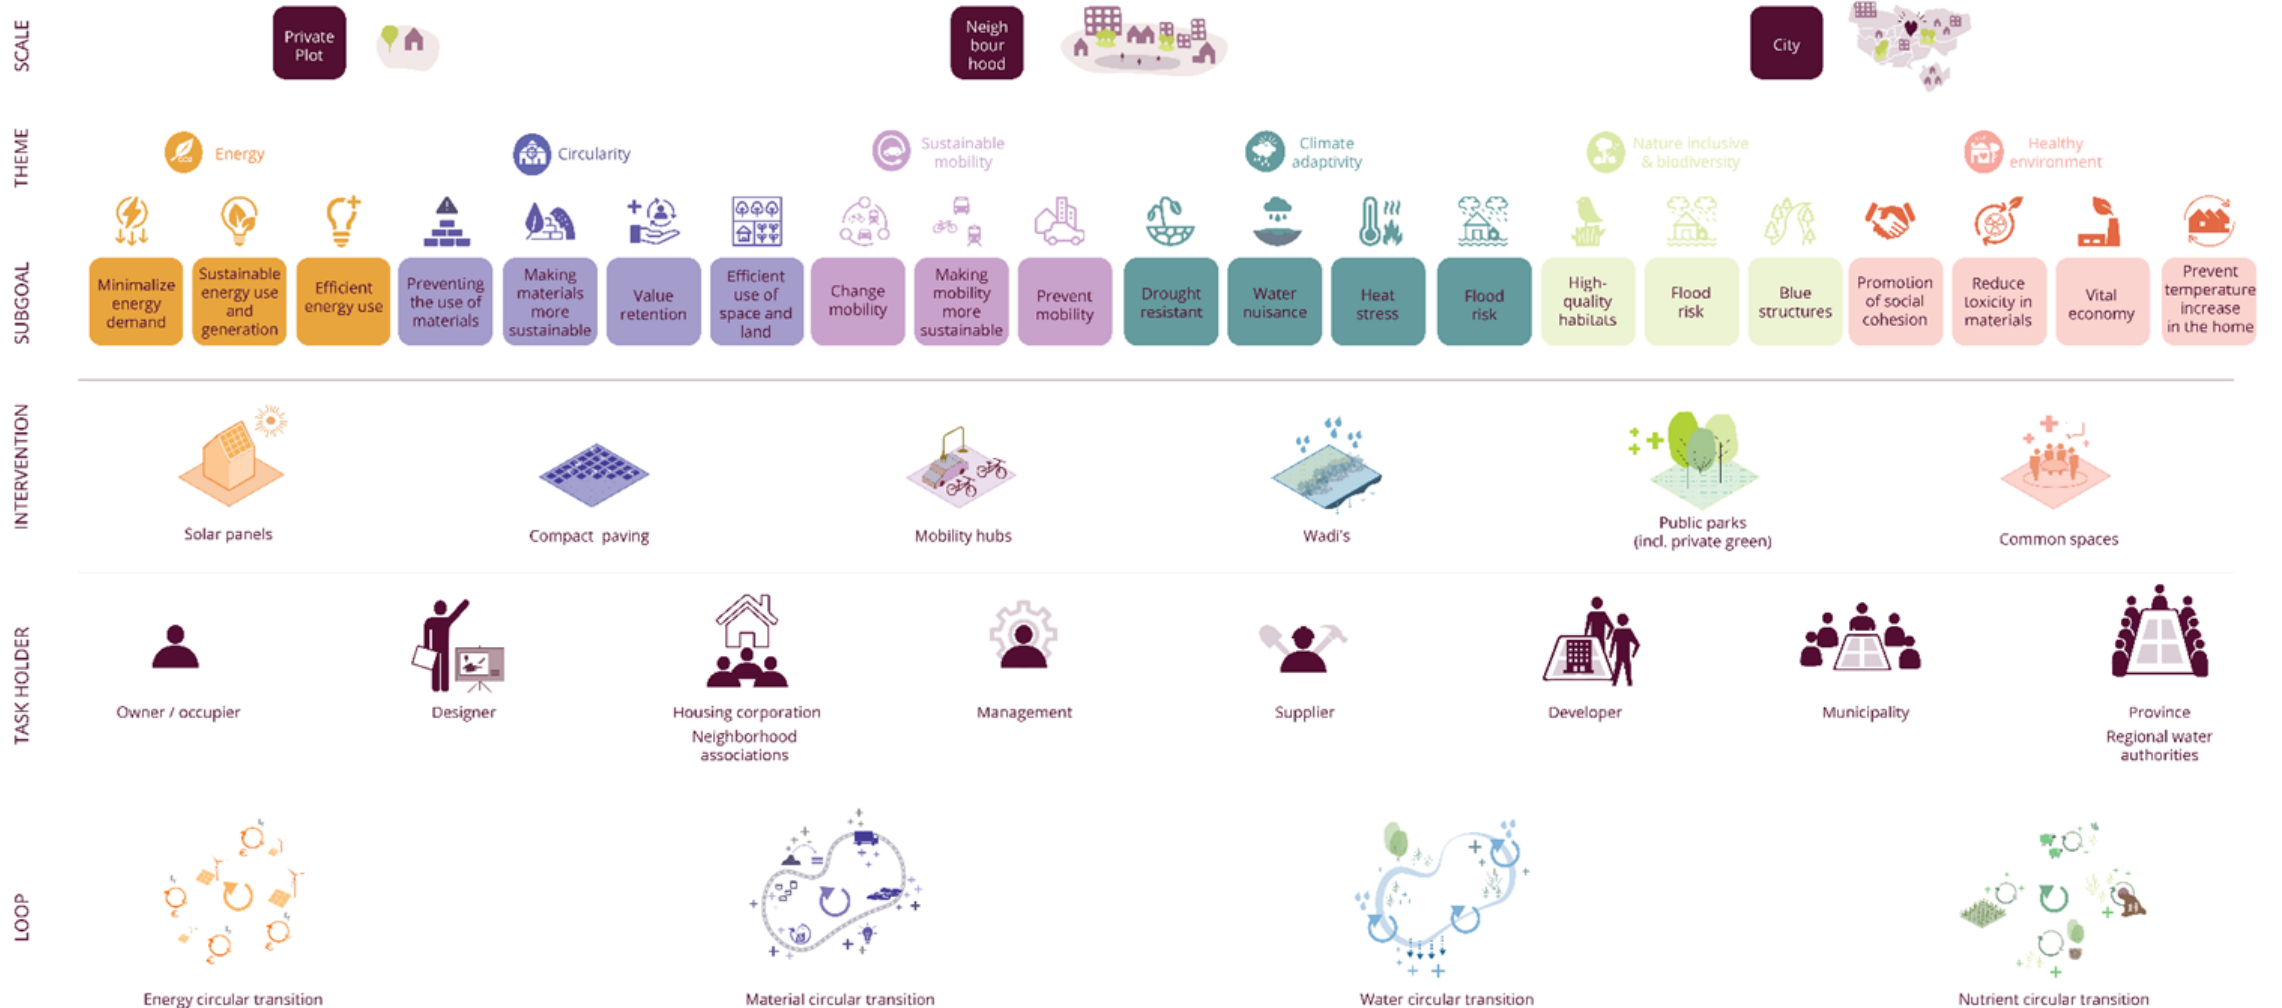 SCALE
Private
Plot
Neigh
bour
hood
City
THEME
Energy
Circularity
Sustainable
mobility
Climate
adaptivity
Nature inclusive
& biodiversity
Healthy
environment
SUBGOAL
Minimalize
energy
demand
Sustainable
energy use
and
generation
Efficient
energy use
Preventing
the use of
materials
Making
materials
more
sustainable
Value
retention
Efficient
use of
space and
land
Change
mobility
Making
mobility
more
sustainable
Prevent
mobility
Drought
resistant
Water
nuisance
Heat
stress
Flood
risk
High-
quality
habitats
Flood
risk
Blue
structures
Promotion
of social
cohesion
Reduce
toxicity in
materials
Vital
economy
Prevent
temperature
increase
in the home
INTERVENTION
Solar panels
Compact paving
Mobility hubs
Wadi's
Public parks
(incl. private green)
Common spaces
TASK HOLDER
Owner / occupier
Designer
Housing corporation
Neighborhood
associations
Management
Supplier
Developer
Municipality
Province
Regional water
authorities
LOOP
Energy circular transition
Material circular transition
Water circular transition
Nutrient circular transition